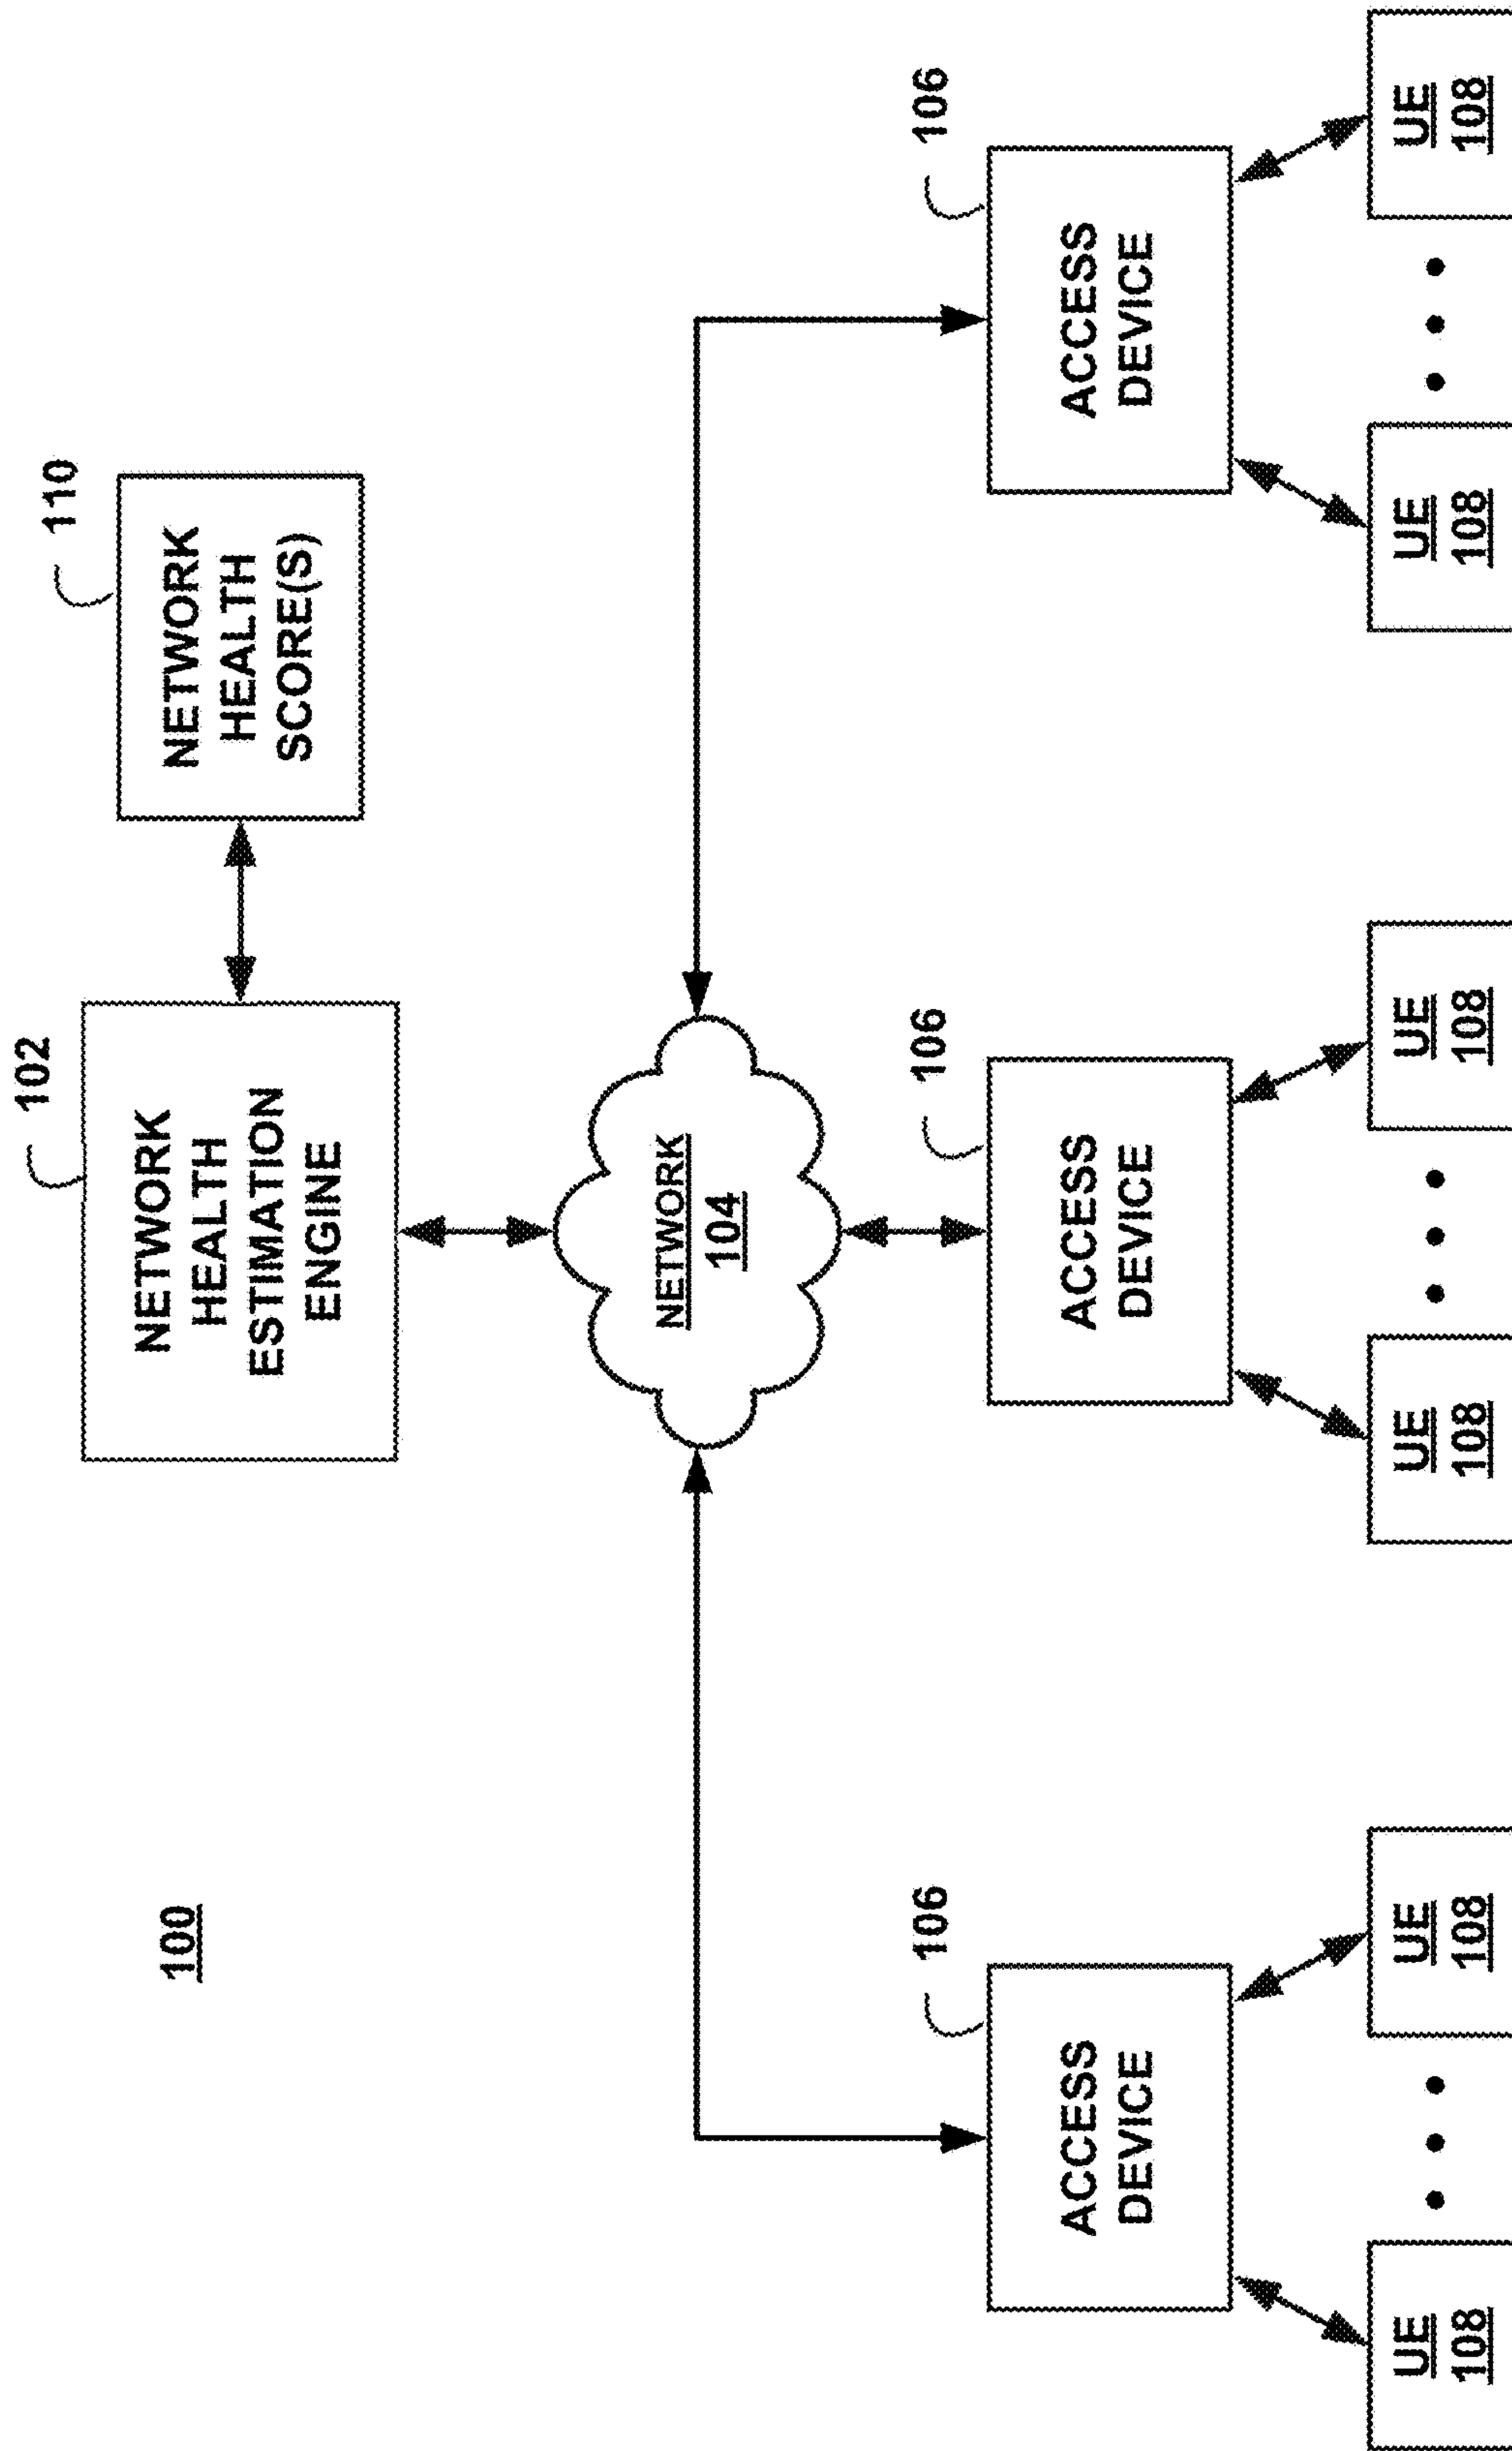 100
102
NETWORK
HEALTH
ESTIMATION
ENGINE
110
NETWORK
HEALTH
SCORE(S)
NETWORK
104
106
ACCESS
DEVICE
106
ACCESS
DEVICE
106
ACCESS
DEVICE
UE
108
UE
108
UE
108
UE
108
UE
108
UE
108